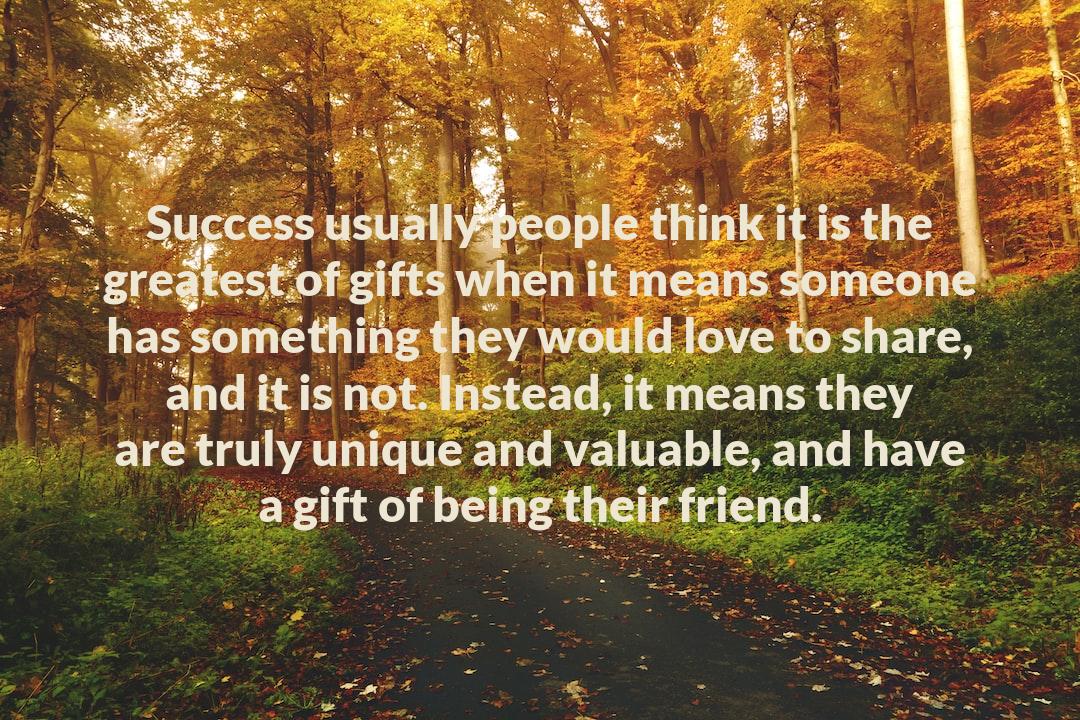 Success usually people think it is the
greatest of gifts when it means someone
has something they would love to share,
and it is not. Instead, it means they
are truly unique and valuable, and have
a gift of being their friend.